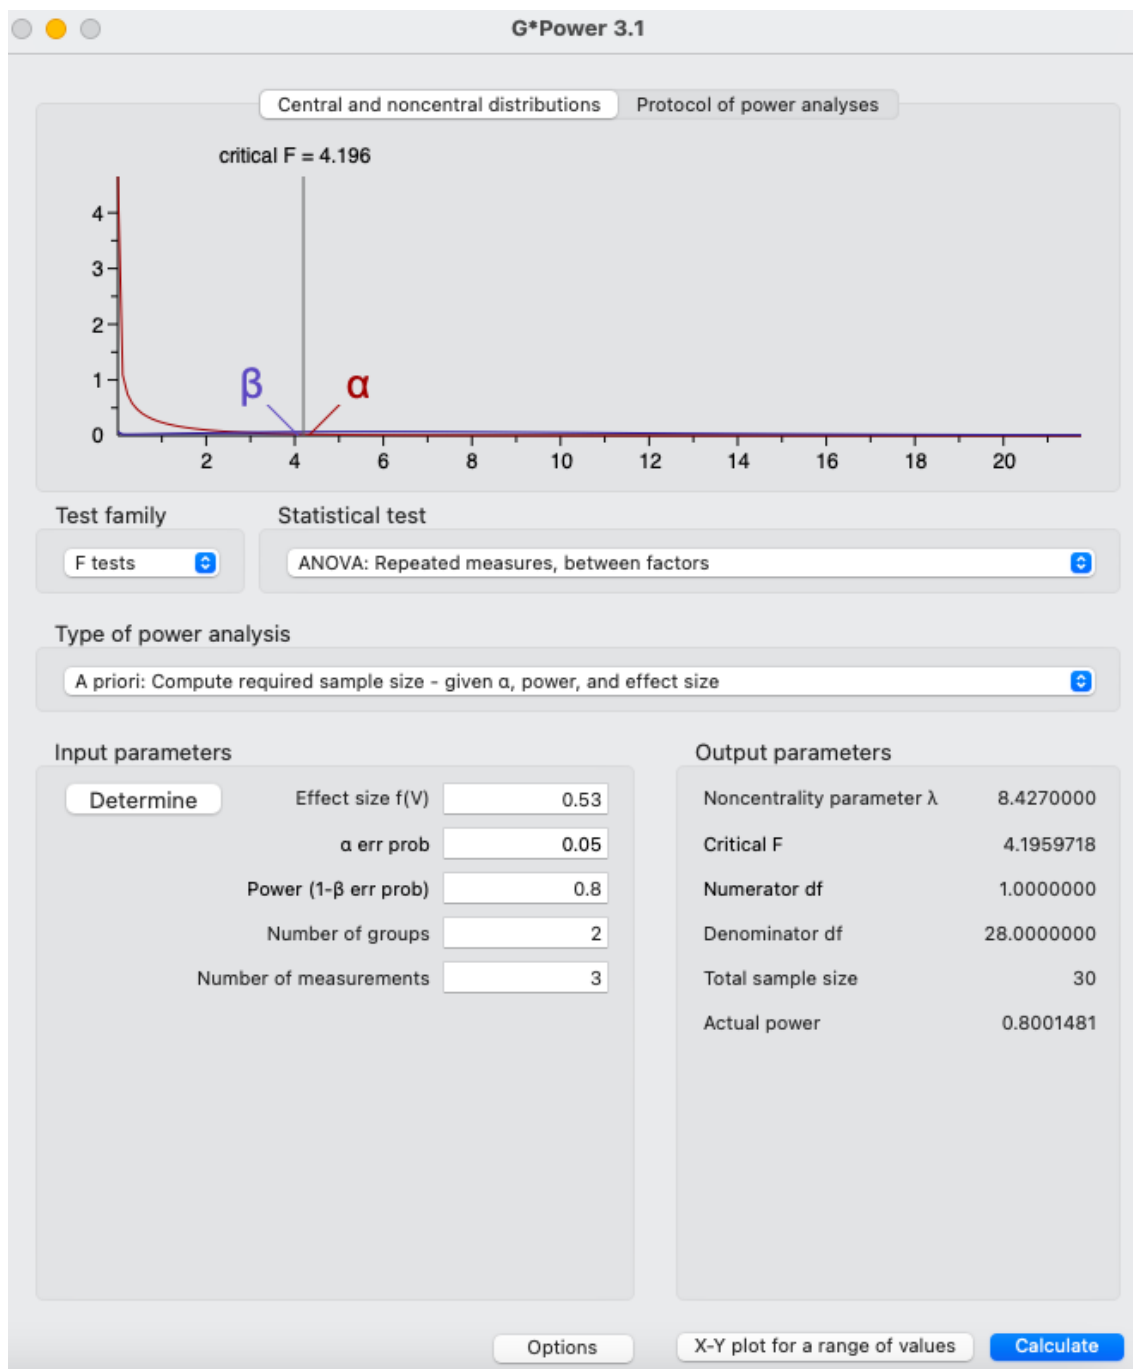 G*Power 3.1
Central and noncentral distributions Protocol of power analyses
critical F = 4.196
4
3
2
1
0
β α
2 4 6 8 10 12 14 16 18 20
Test family Statistical test
F tests ANOVA: Repeated measures, between factors
Type of power analysis
A priori: Compute required sample size - given α, power, and effect size
Input parameters Output parameters
Determine Effect size f(V) 0.53 Noncentrality parameter λ 8.4270000
α err prob 0.05 Critical F 4.1959718
Power (1-β err prob) 0.8 Numerator df 1.0000000
Number of groups 2 Denominator df 28.0000000
Number of measurements 3 Total sample size 30
Actual power 0.8001481
Options X-Y plot for a range of values Calculate